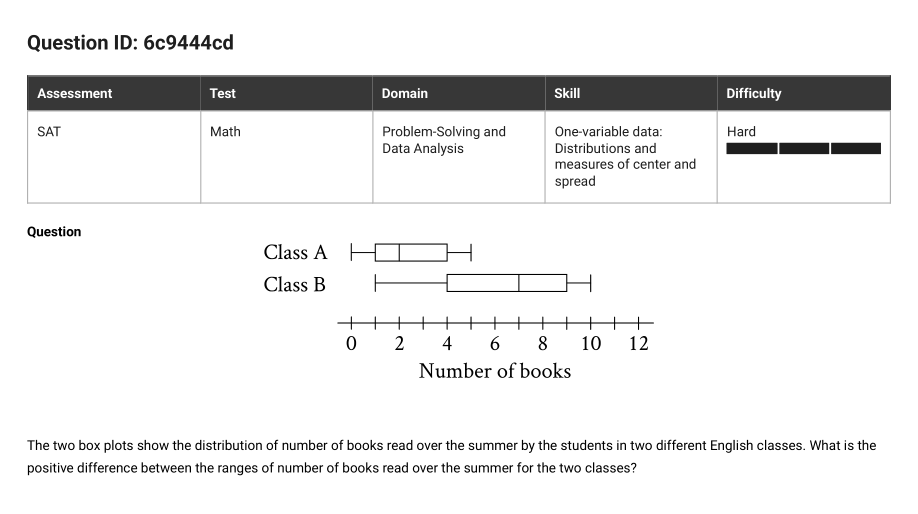 Question ID: 6c9444cd
Assessment Test Domain Skill Difficulty
SAT Math Problem-Solving and Data Analysis One-variable data: Distributions and measures of center and spread Hard
Question
Class A
Class B
0 2 4 6 8 10 12
Number of books
The two box plots show the distribution of number of books read over the summer by the students in two different English classes. What is the
positive difference between the ranges of number of books read over the summer for the two classes?